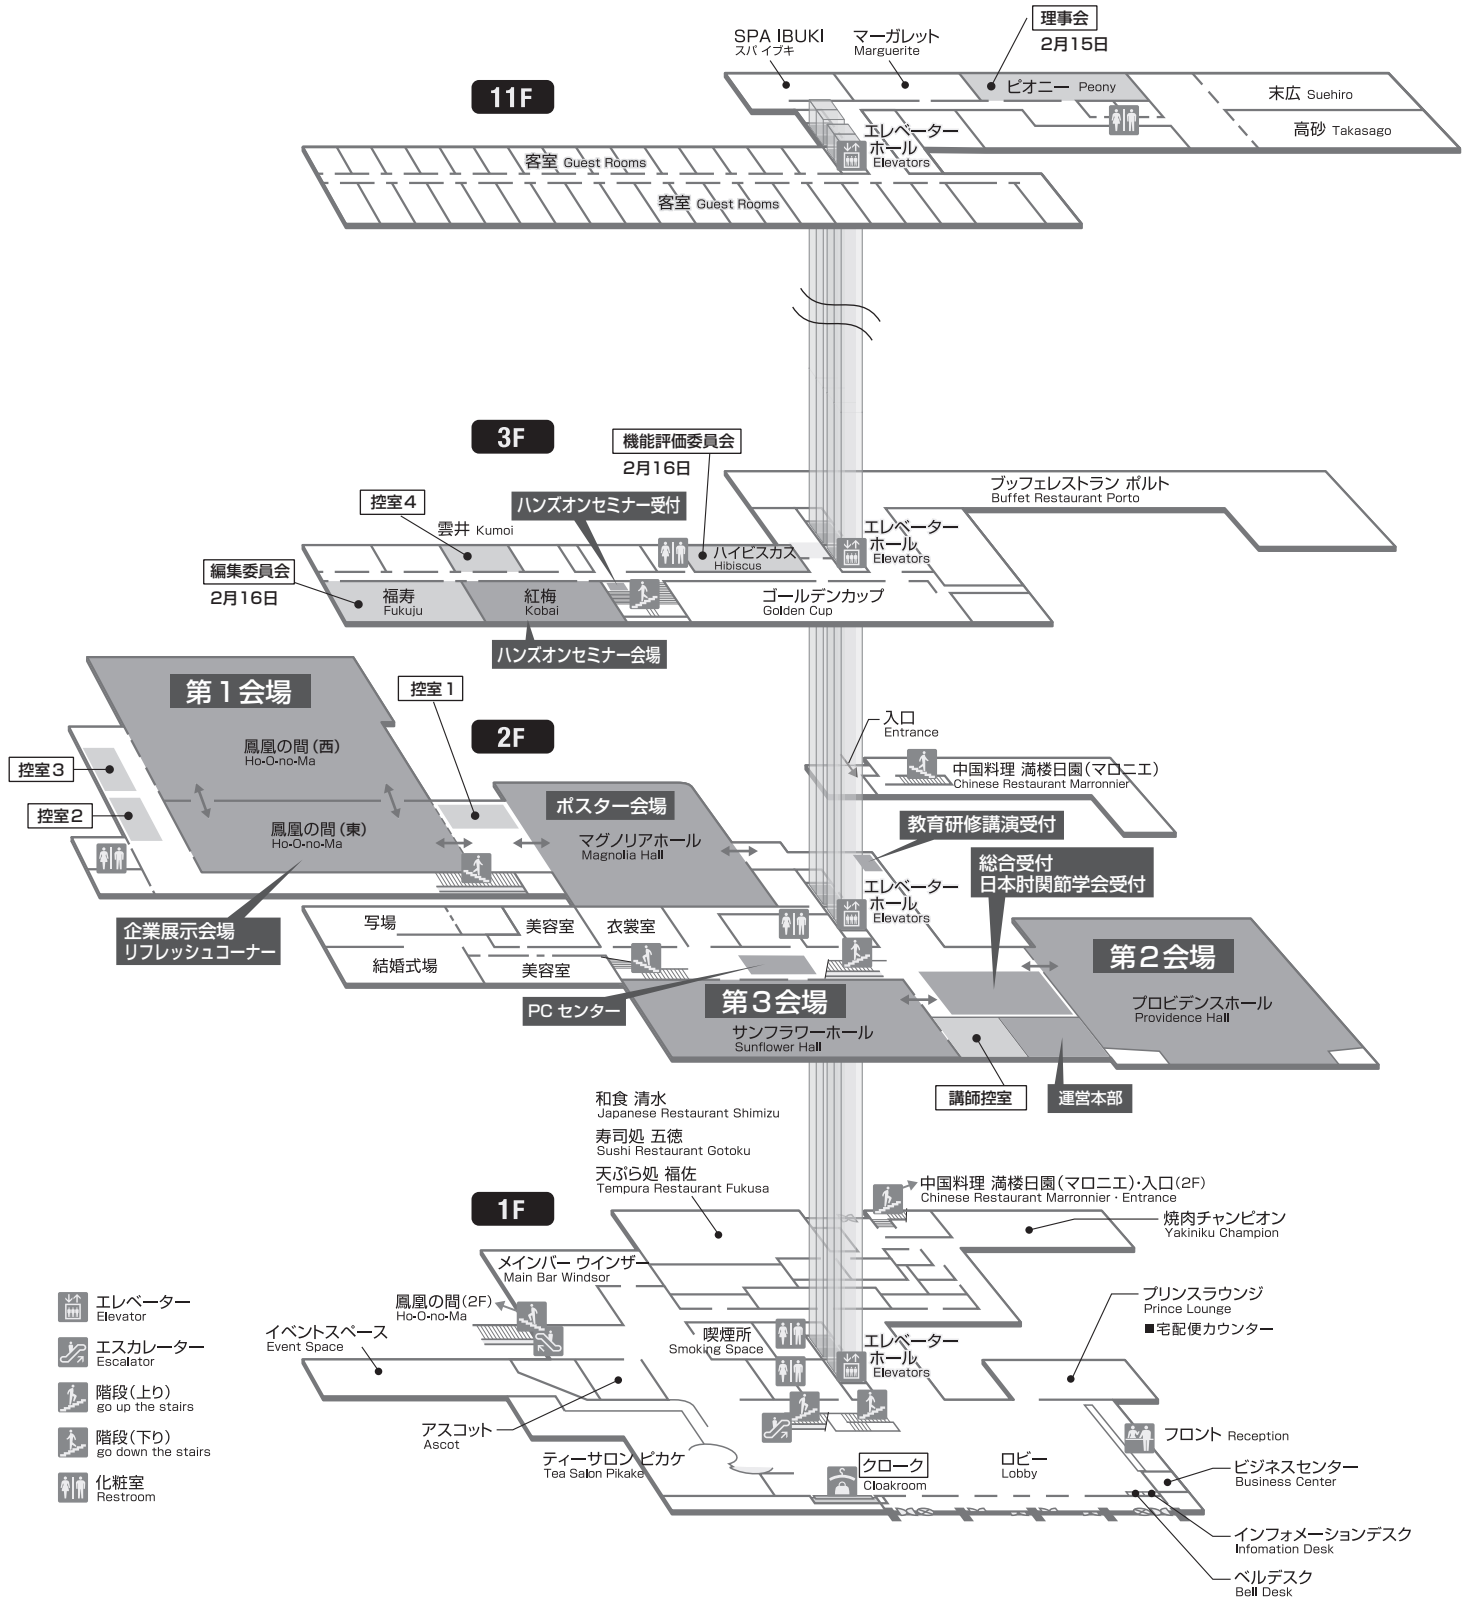 11F
SPA IBUKI
スパ イブキ
マーガレット
Marguerite
理事会
2月15日
ピオニー Peony
末広 Suehiro
高砂 Takasago
エレベーター
ホール
Elevators
客室 Guest Rooms
客室 Guest Rooms
3F
機能評価委員会
2月16日
ハンズオンセミナー受付
控室4
雲井 Kumoi
編集委員会
2月16日
福寿
Fukuju
紅梅
Kobai
ハイビスカス
Hibiscus
ゴールデンカップ
Golden Cup
エレベーター
ホール
Elevators
ブッフェレストラン ポルト
Buffet Restaurant Porto
ハンズオンセミナー会場
2F
第1会場
鳳凰の間(西)
Ho-O-no-Ma
鳳凰の間(東)
Ho-O-no-Ma
控室1
控室3
控室2
企業展示会場
リフレッシュコーナー
ポスター会場
マグノリアホール
Magnolia Hall
入口
Entrance
中国料理 満楼日園(マロニエ)
Chinese Restaurant Marronnier
教育研修講演受付
総合受付
日本肘関節学会受付
エレベーター
ホール
Elevators
写場
美容室
衣裳室
結婚式場
美容室
PC センター
第3会場
サンフラワーホール
Sunflower Hall
第2会場
プロビデンスホール
Providence Hall
講師控室
運営本部
1F
和食 清水
Japanese Restaurant Shimizu
寿司処 五徳
Sushi Restaurant Gotoku
天ぷら処 福佐
Tempura Restaurant Fukusa
中国料理 満楼日園(マロニエ)・入口(2F)
Chinese Restaurant Marronnier・Entrance
焼肉チャンピオン
Yakiniku Champion
メインバー ウインザー
Main Bar Windsor
鳳凰の間(2F)
Ho-O-no-Ma
イベントスペース
Event Space
喫煙所
Smoking Space
エレベーター
ホール
Elevators
プリンスラウンジ
Prince Lounge
■宅配便カウンター
アスコット
Ascot
ティーサロン ピカケ
Tea Salon Pikake
クローク
Cloakroom
ロビー
Lobby
フロント Reception
ビジネスセンター
Business Center
インフォメーションデスク
Infomation Desk
ベルデスク
Bell Desk
エレベーター
Elevator
エスカレーター
Escalator
階段(上り)
go up the stairs
階段(下り)
go down the stairs
化粧室
Restroom